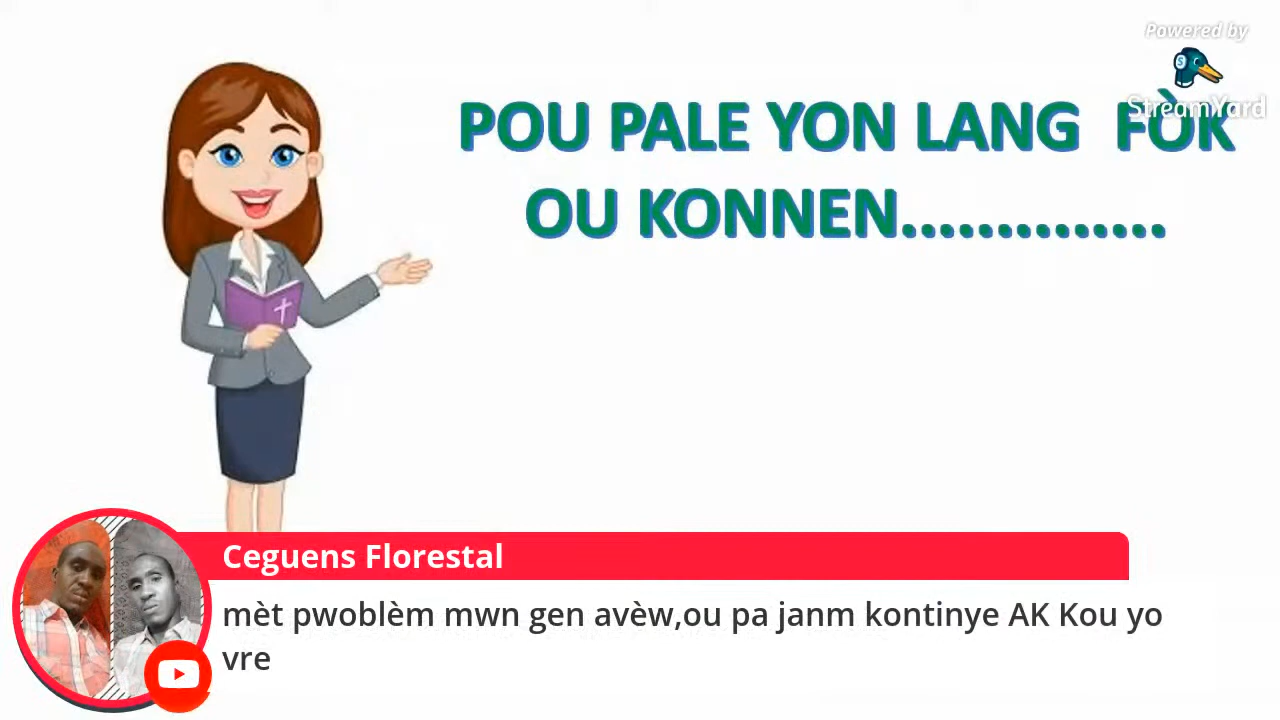 Powered by
StreamYard
POU PALE YON LANG FÒK
OU KONNEN..............
Ceguens Florestal
mèt pwoblèm mwn gen avèw,ou pa janm kontinye AK Kou yo
vre